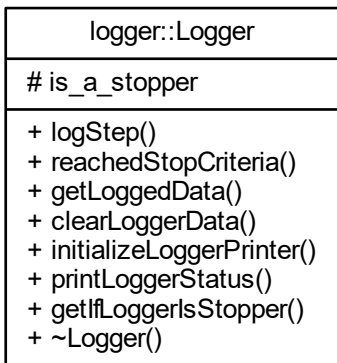 logger::Logger
# is_a_stopper
+ logStep()
+ reachedStopCriteria()
+ getLoggedData()
+ clearLoggerData()
+ initializeLoggerPrinter()
+ printLoggerStatus()
+ getIfLoggerIsStopper()
+ ~Logger()